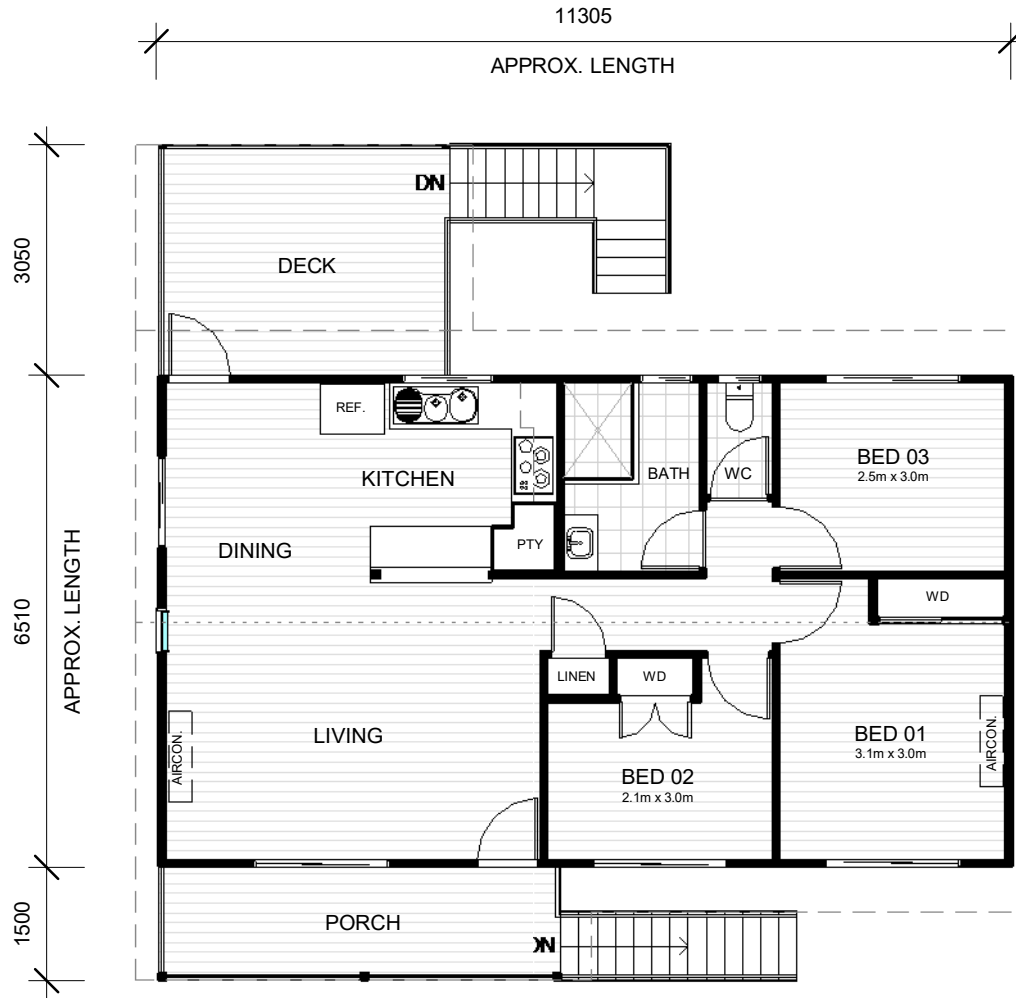 11305
APPROX. LENGTH
3050
DN
DECK
REF.
KITCHEN
BATH
WC
BED 03
2.5m x 3.0m
PTY
DINING
6510
APPROX. LENGTH
WD
LINEN
WD
LIVING
AIRCON.
BED 02
2.1m x 3.0m
BED 01
3.1m x 3.0m
AIRCON.
1500
PORCH